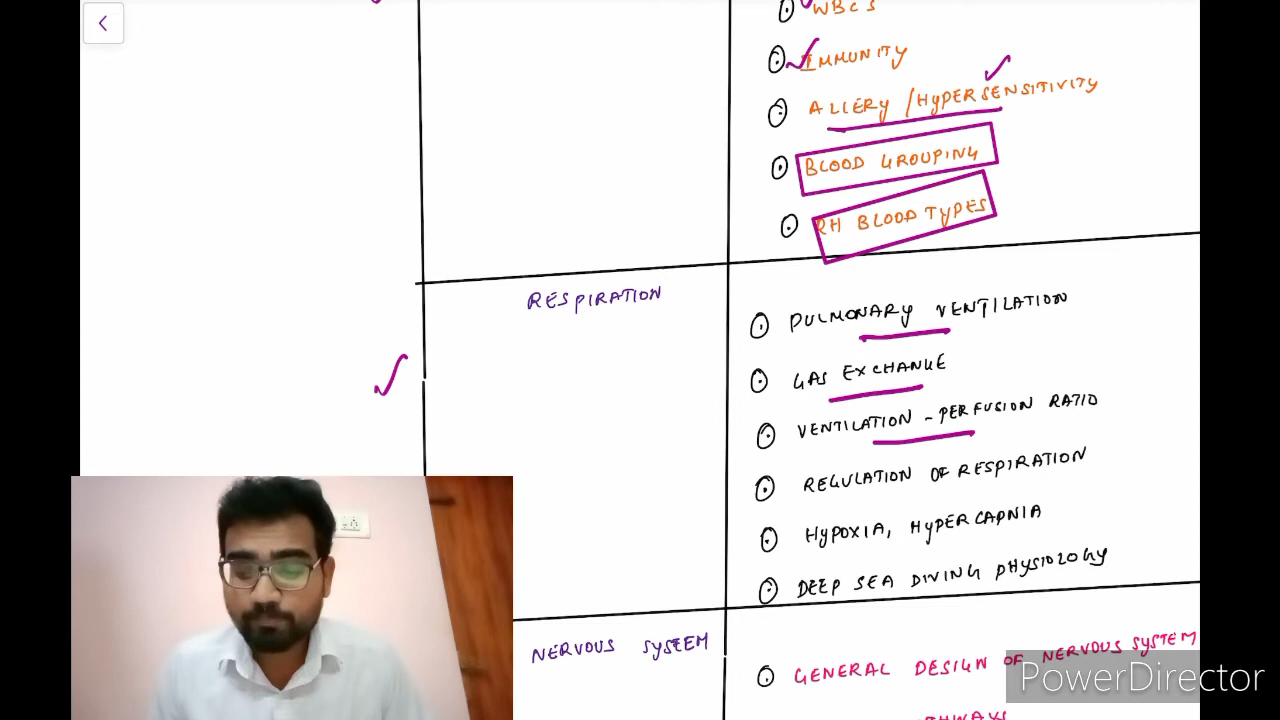 WBCS
IMMUNITY
ALLERY /HYPERSENSITIVITY
BLOOD GROUPING
RH BLOOD TYPES
RESPIRATION
PULMONARY VENTILATION
GAS EXCHANGE
VENTILATION - PERFUSION RATIO
REGULATION OF RESPIRATION
HYPOXIA, HYPERCAPNIA
DEEP SEA DIVING PHYSIOLOGY
NERVOUS SYSTEM
GENERAL DESIGN OF NERVOUS SYSTEM
PowerDirector